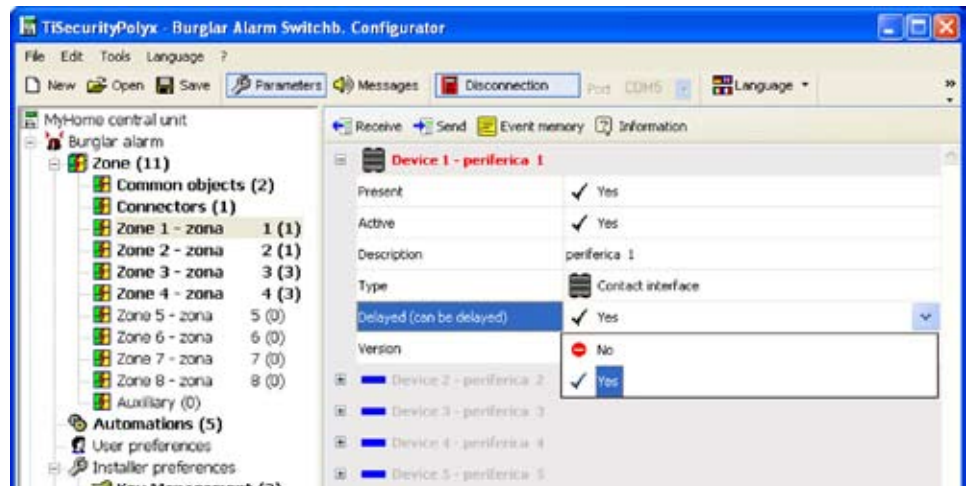 TiSecurityPolyx - Burglar Alarm Switchb. Configurator
File Edit Tools Language ?
New Open Save Parameters Messages Disconnection Port COM5 Language
MyHome central unit
Burglar alarm
Zone (11)
Common objects (2)
Connectors (1)
Zone 1 - zona 1 (1)
Zone 2 - zona 2 (1)
Zone 3 - zona 3 (3)
Zone 4 - zona 4 (3)
Zone 5 - zona 5 (0)
Zone 6 - zona 6 (0)
Zone 7 - zona 7 (0)
Zone 8 - zona 8 (0)
Auxiliary (0)
Automations (5)
User preferences
Installer preferences
Key Management
Receive Send Event memory Information
Device 1 - periferica 1
Present Yes
Active Yes
Description periferica 1
Type Contact interface
Delayed (can be delayed) Yes
Version
No
Yes
Device 2 - periferica 2
Device 3 - periferica 3
Device 4 - periferica 4
Device 5 - periferica 5